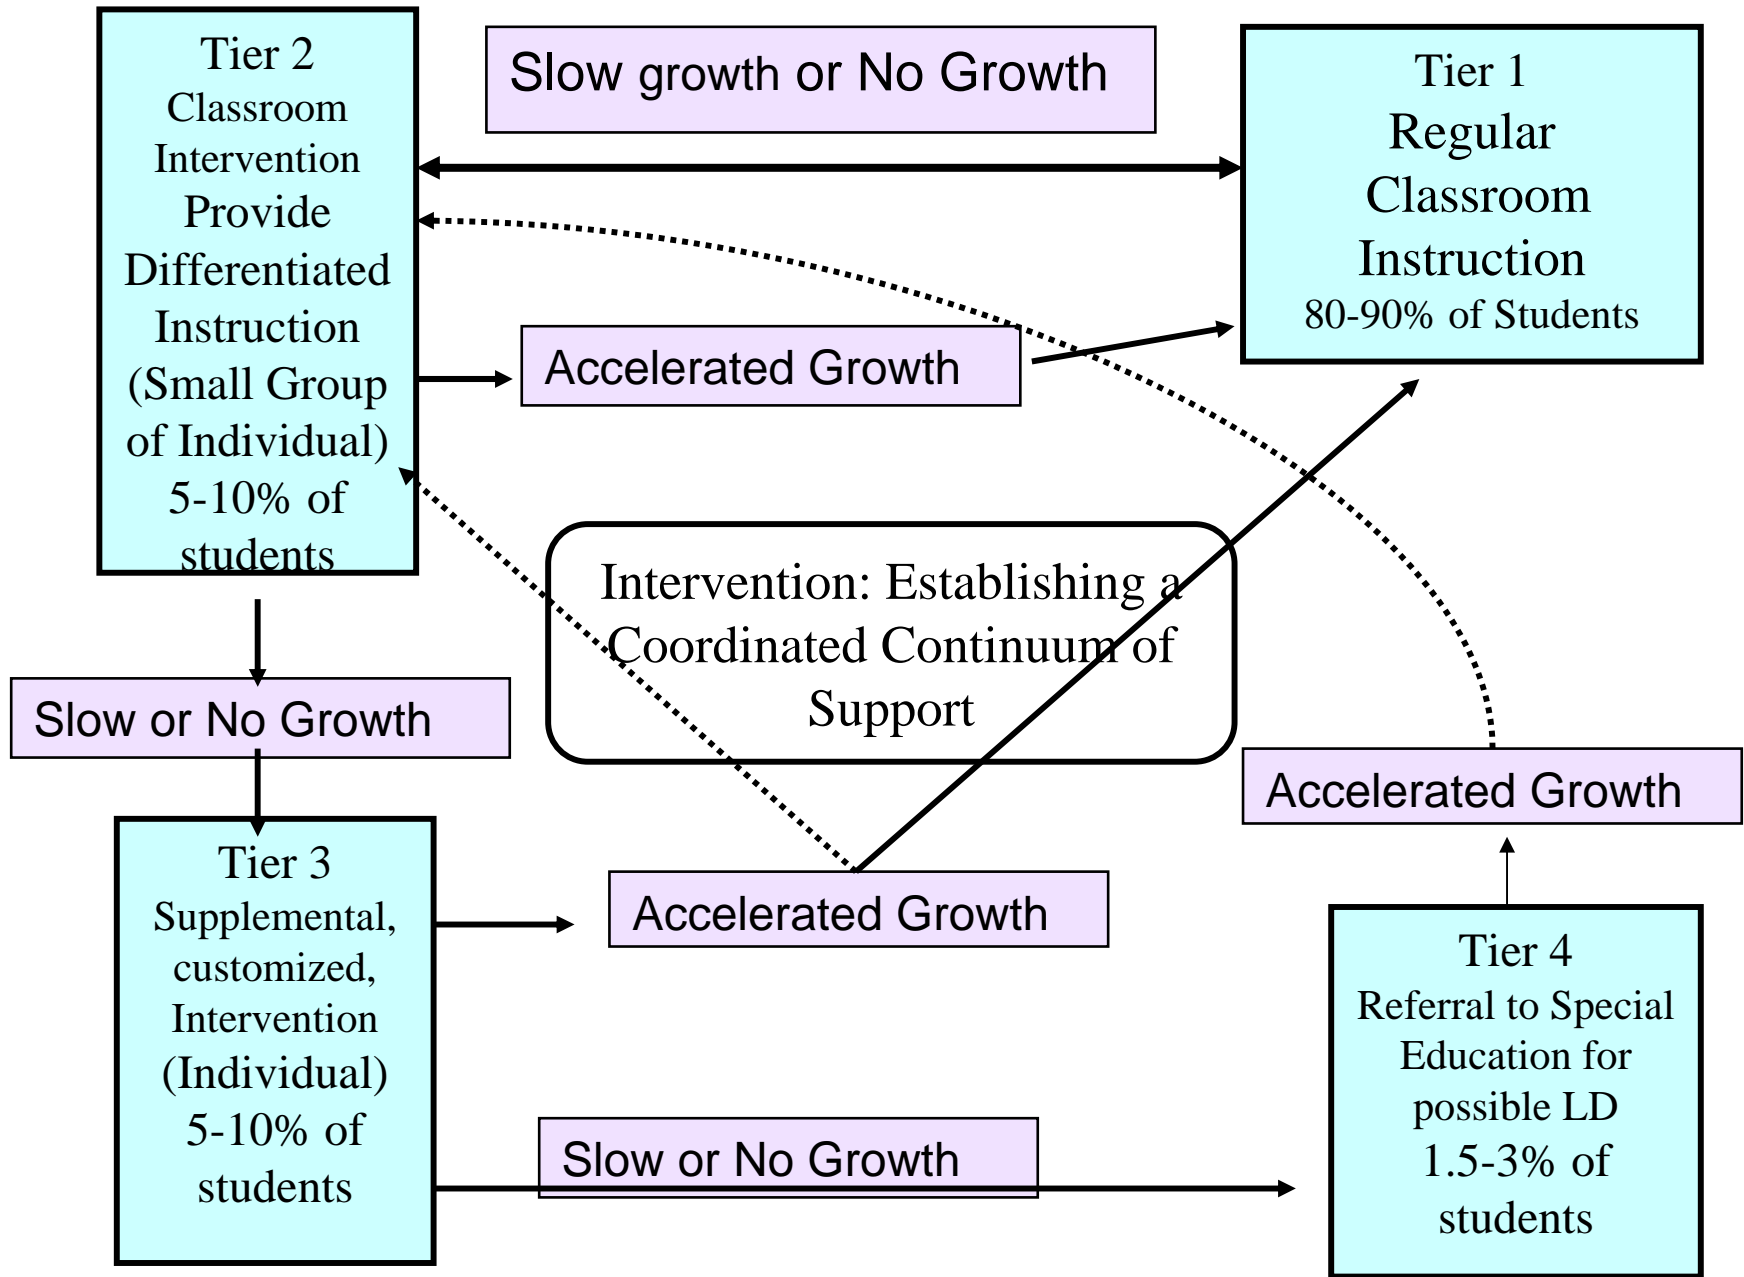 Tier 2
Classroom
Intervention
Provide
Differentiated
Instruction
(Small Group
of Individual)
5-10% of
students
Slow growth or No Growth
Tier 1
Regular
Classroom
Instruction
80-90% of Students
Accelerated Growth
Intervention: Establishing a
Coordinated Continuum of
Support
Slow or No Growth
Accelerated Growth
Tier 3
Supplemental,
customized,
Intervention
(Individual)
5-10% of
students
Accelerated Growth
Slow or No Growth
Tier 4
Referral to Special
Education for
possible LD
1.5-3% of
students